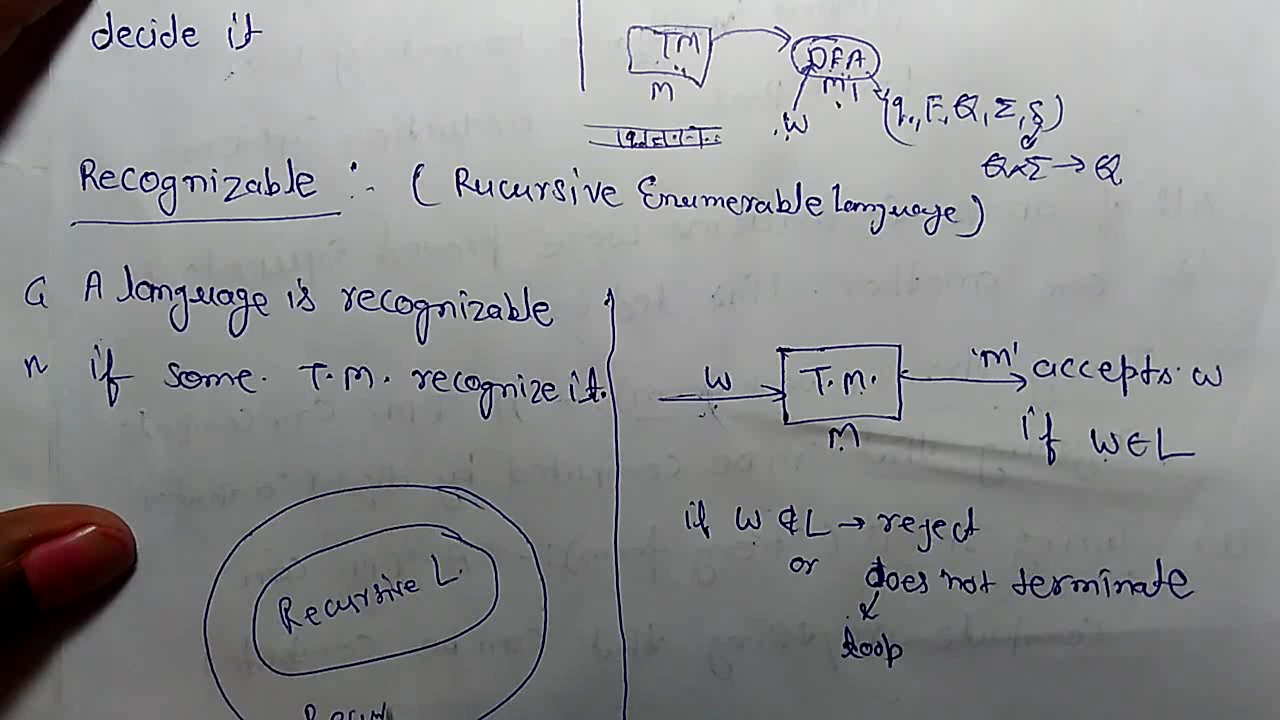 decide it
TM
M
DFA
M1
w
(q₀, F, Q, Σ, δ)
Q×Σ → Q
Recognizable :- (Rucursive Enumerable language)
G A language is recognizable
n if some. T.M. recognize it.
w
T.M.
M
'm' accepts w
if w∈L
if w∉L → reject
or does not terminate
loop
Recursive L.